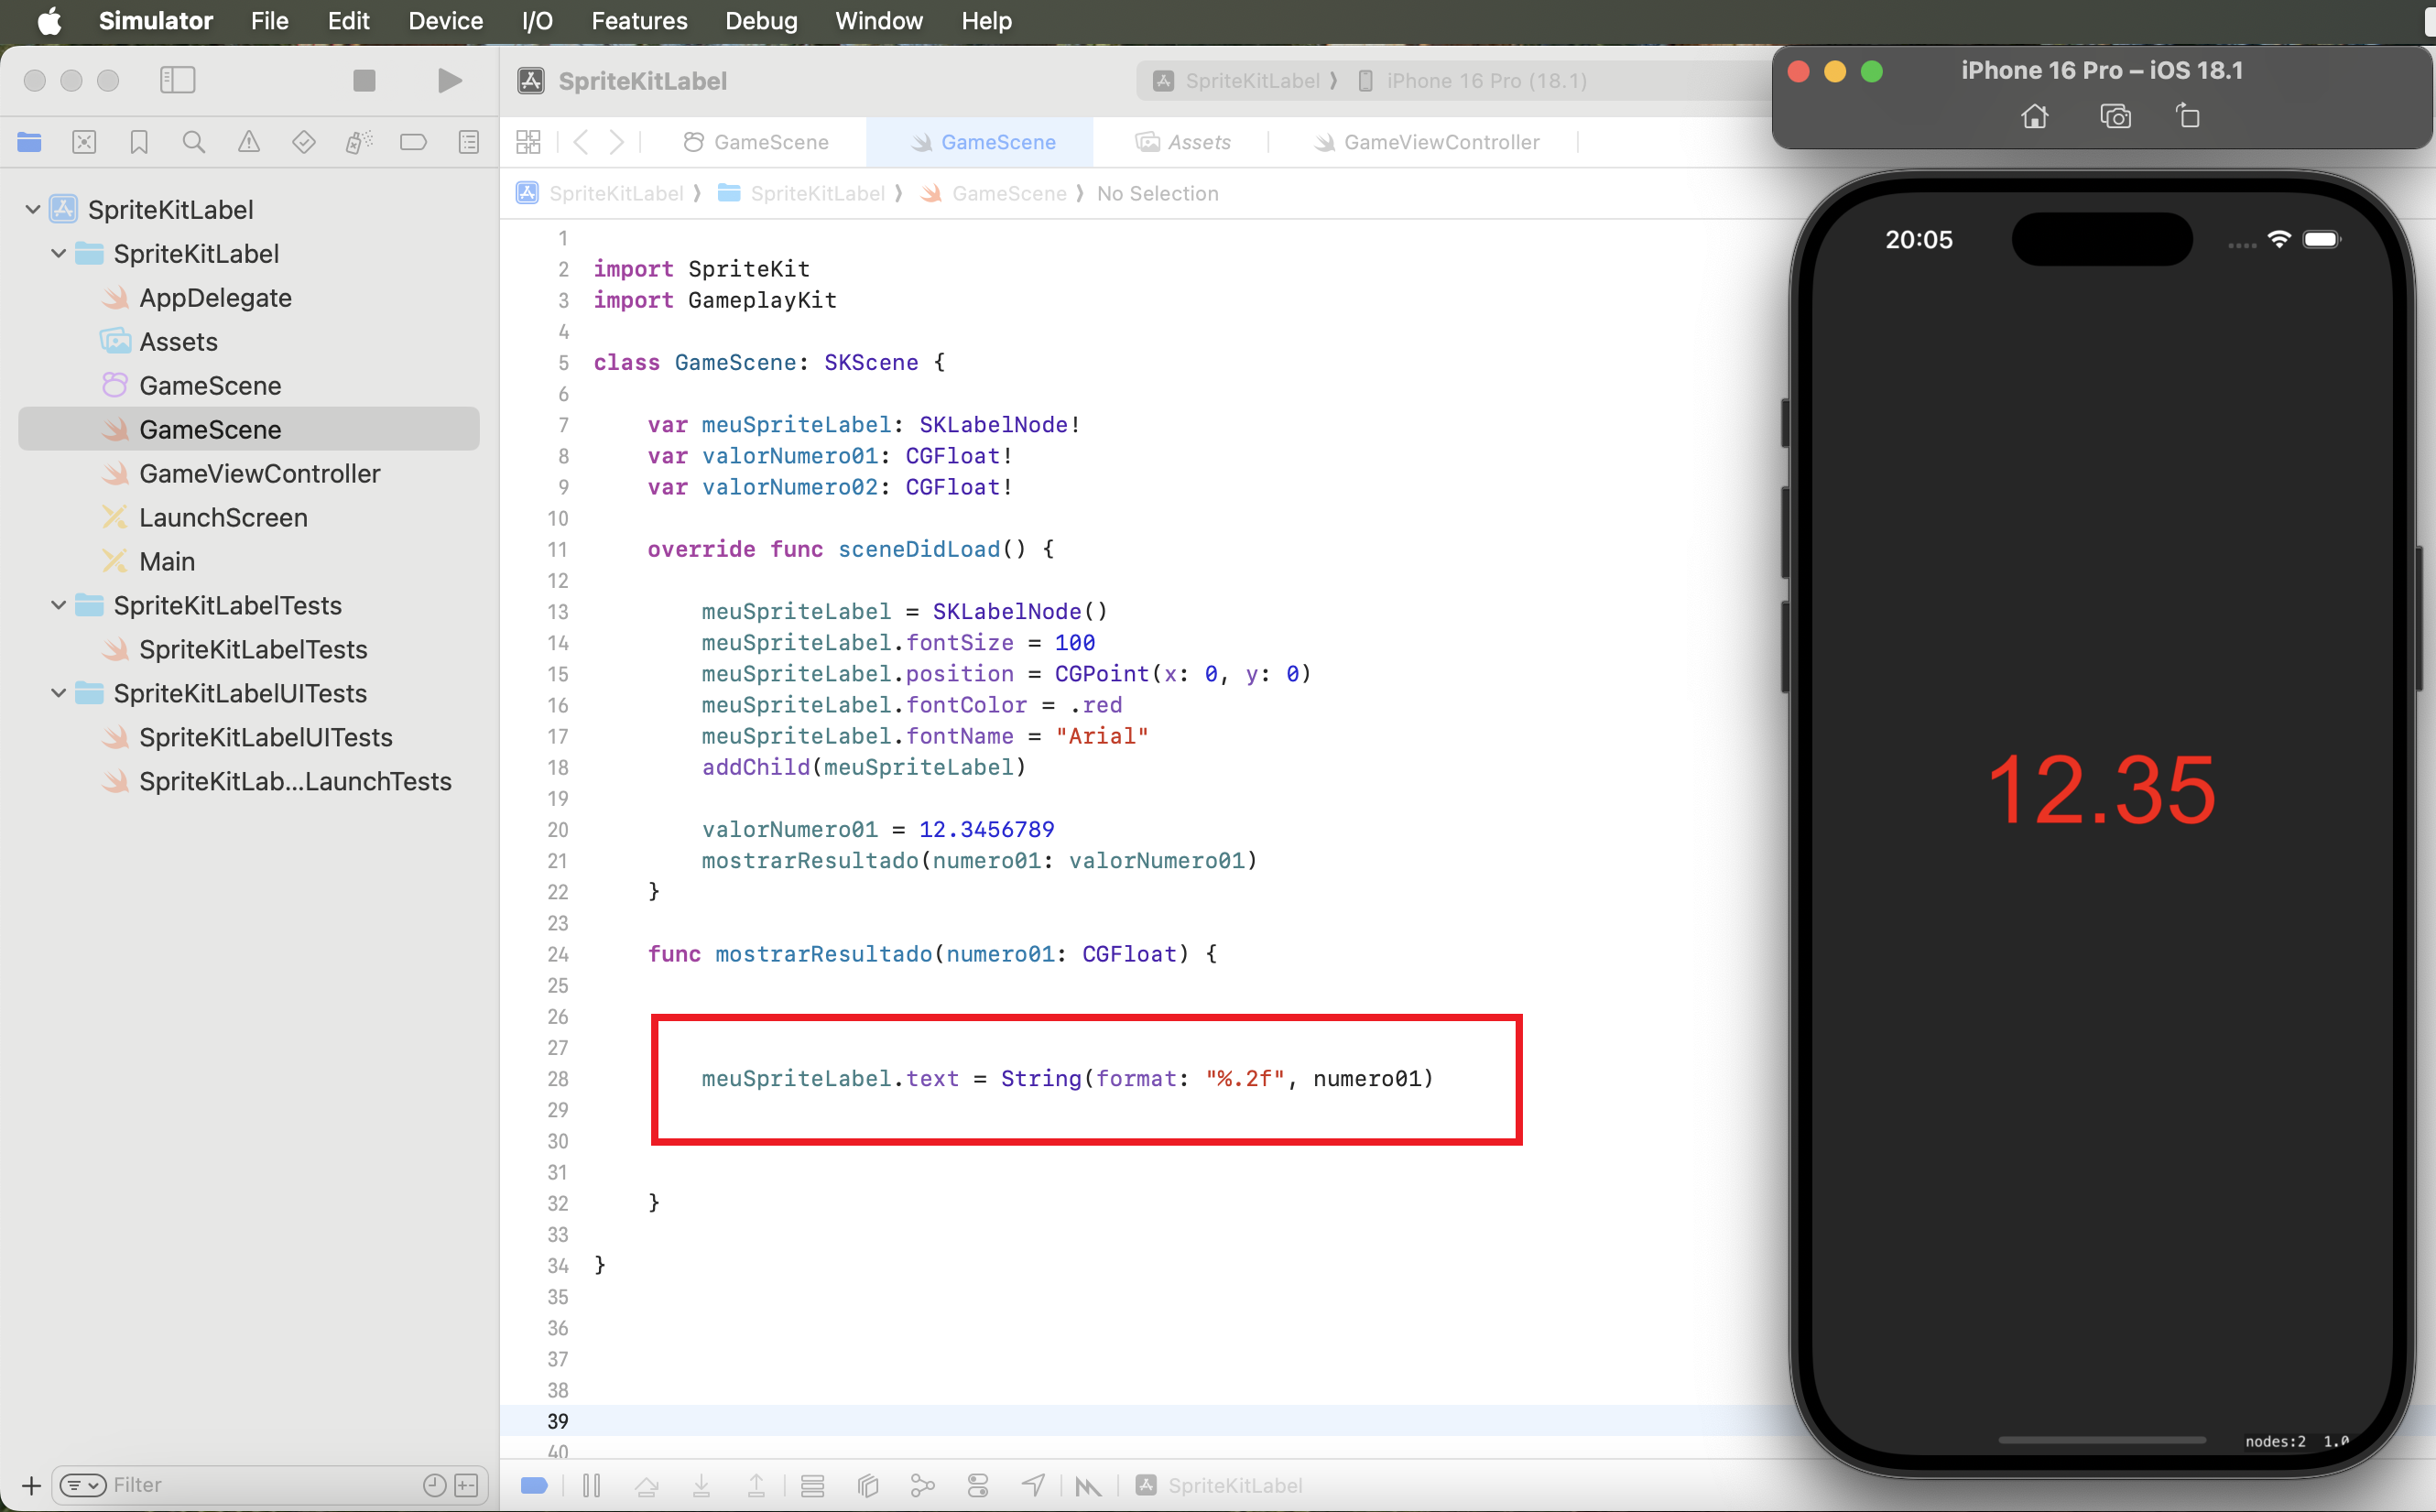 Simulator File Edit Device I/O Features Debug Window Help
SpriteKitLabel SpriteKitLabel iPhone 16 Pro (18.1)
iPhone 16 Pro – iOS 18.1
GameScene GameScene Assets GameViewController
SpriteKitLabel SpriteKitLabel GameScene No Selection
SpriteKitLabel
SpriteKitLabel
AppDelegate
Assets
GameScene
GameScene
GameViewController
LaunchScreen
Main
SpriteKitLabelTests
SpriteKitLabelTests
SpriteKitLabelUITests
SpriteKitLabelUITests
SpriteKitLab...LaunchTests
Filter
1
2 import SpriteKit
3 import GameplayKit
4
5 class GameScene: SKScene {
6
7 var meuSpriteLabel: SKLabelNode!
8 var valorNumero01: CGFloat!
9 var valorNumero02: CGFloat!
10
11 override func sceneDidLoad() {
12
13 meuSpriteLabel = SKLabelNode()
14 meuSpriteLabel.fontSize = 100
15 meuSpriteLabel.position = CGPoint(x: 0, y: 0)
16 meuSpriteLabel.fontColor = .red
17 meuSpriteLabel.fontName = "Arial"
18 addChild(meuSpriteLabel)
19
20 valorNumero01 = 12.3456789
21 mostrarResultado(numero01: valorNumero01)
22 }
23
24 func mostrarResultado(numero01: CGFloat) {
25
26
27
28 meuSpriteLabel.text = String(format: "%.2f", numero01)
29
30
31
32 }
33
34 }
35
36
37
38
39
40
SpriteKitLabel
20:05
12.35
nodes:2 1.0